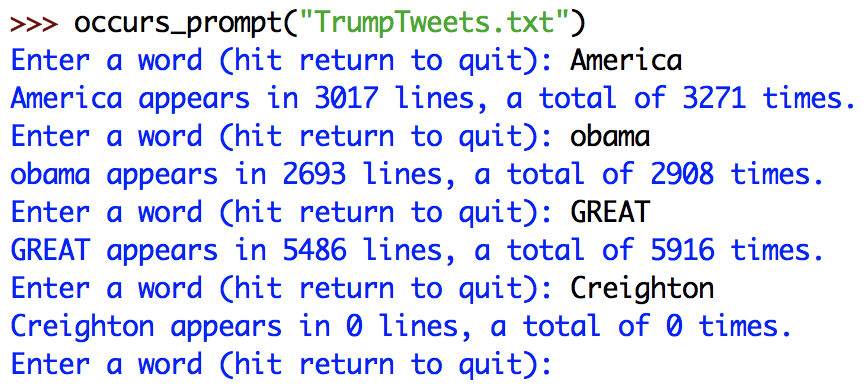 >>> occurs_prompt("TrumpTweets.txt")
Enter a word (hit return to quit): America
America appears in 3017 lines, a total of 3271 times.
Enter a word (hit return to quit): obama
obama appears in 2693 lines, a total of 2908 times.
Enter a word (hit return to quit): GREAT
GREAT appears in 5486 lines, a total of 5916 times.
Enter a word (hit return to quit): Creighton
Creighton appears in 0 lines, a total of 0 times.
Enter a word (hit return to quit):